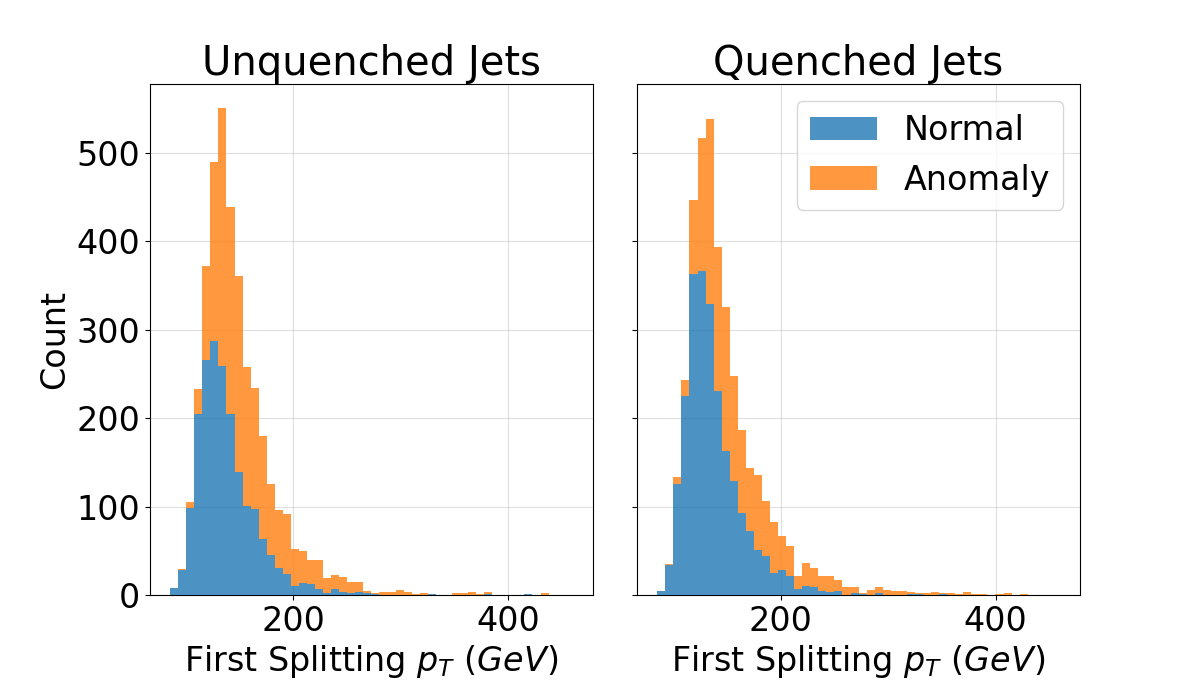 Unquenched Jets
Quenched Jets
Normal
Anomaly
Count
500
400
300
200
100
0
200
400
200
400
First Splitting p_T (GeV)
First Splitting p_T (GeV)